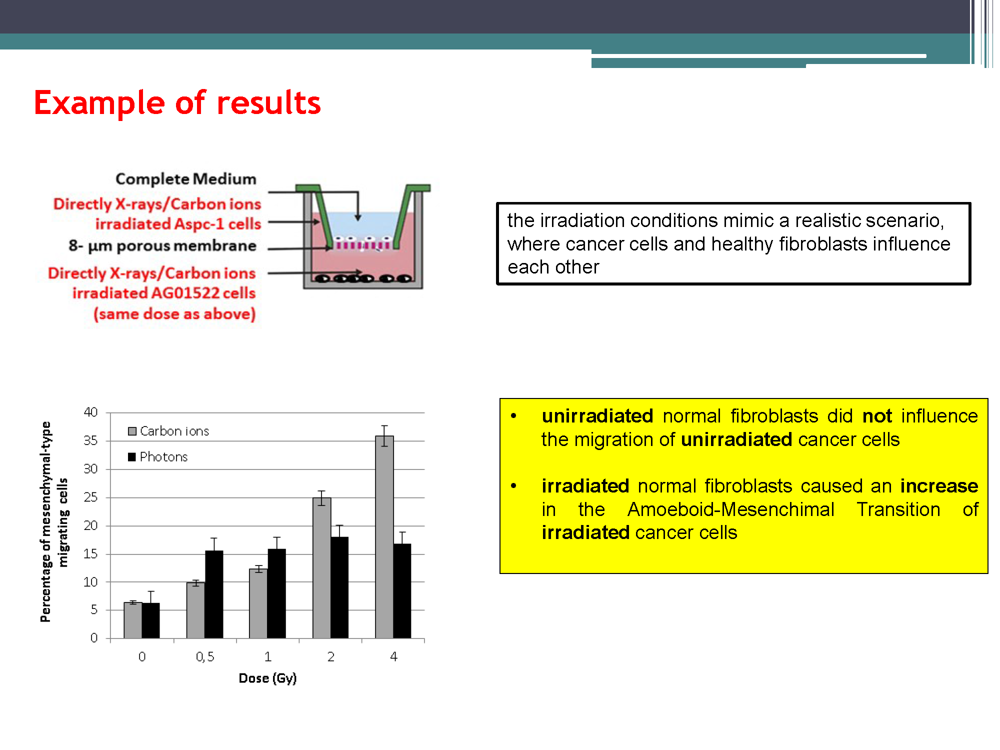 Example of results
Complete Medium
Directly X-rays/Carbon ions
irradiated Aspc-1 cells
8- µm porous membrane
Directly X-rays/Carbon ions
irradiated AG01522 cells
(same dose as above)
the irradiation conditions mimic a realistic scenario,
where cancer cells and healthy fibroblasts influence
each other
Percentage of mesenchymal-type
migrating cells
40
35
30
25
20
15
10
5
0
Carbon ions
Photons
0
0,5
1
2
4
Dose (Gy)
• unirradiated normal fibroblasts did not influence
the migration of unirradiated cancer cells
• irradiated normal fibroblasts caused an increase
in the Amoeboid-Mesenchimal Transition of
irradiated cancer cells